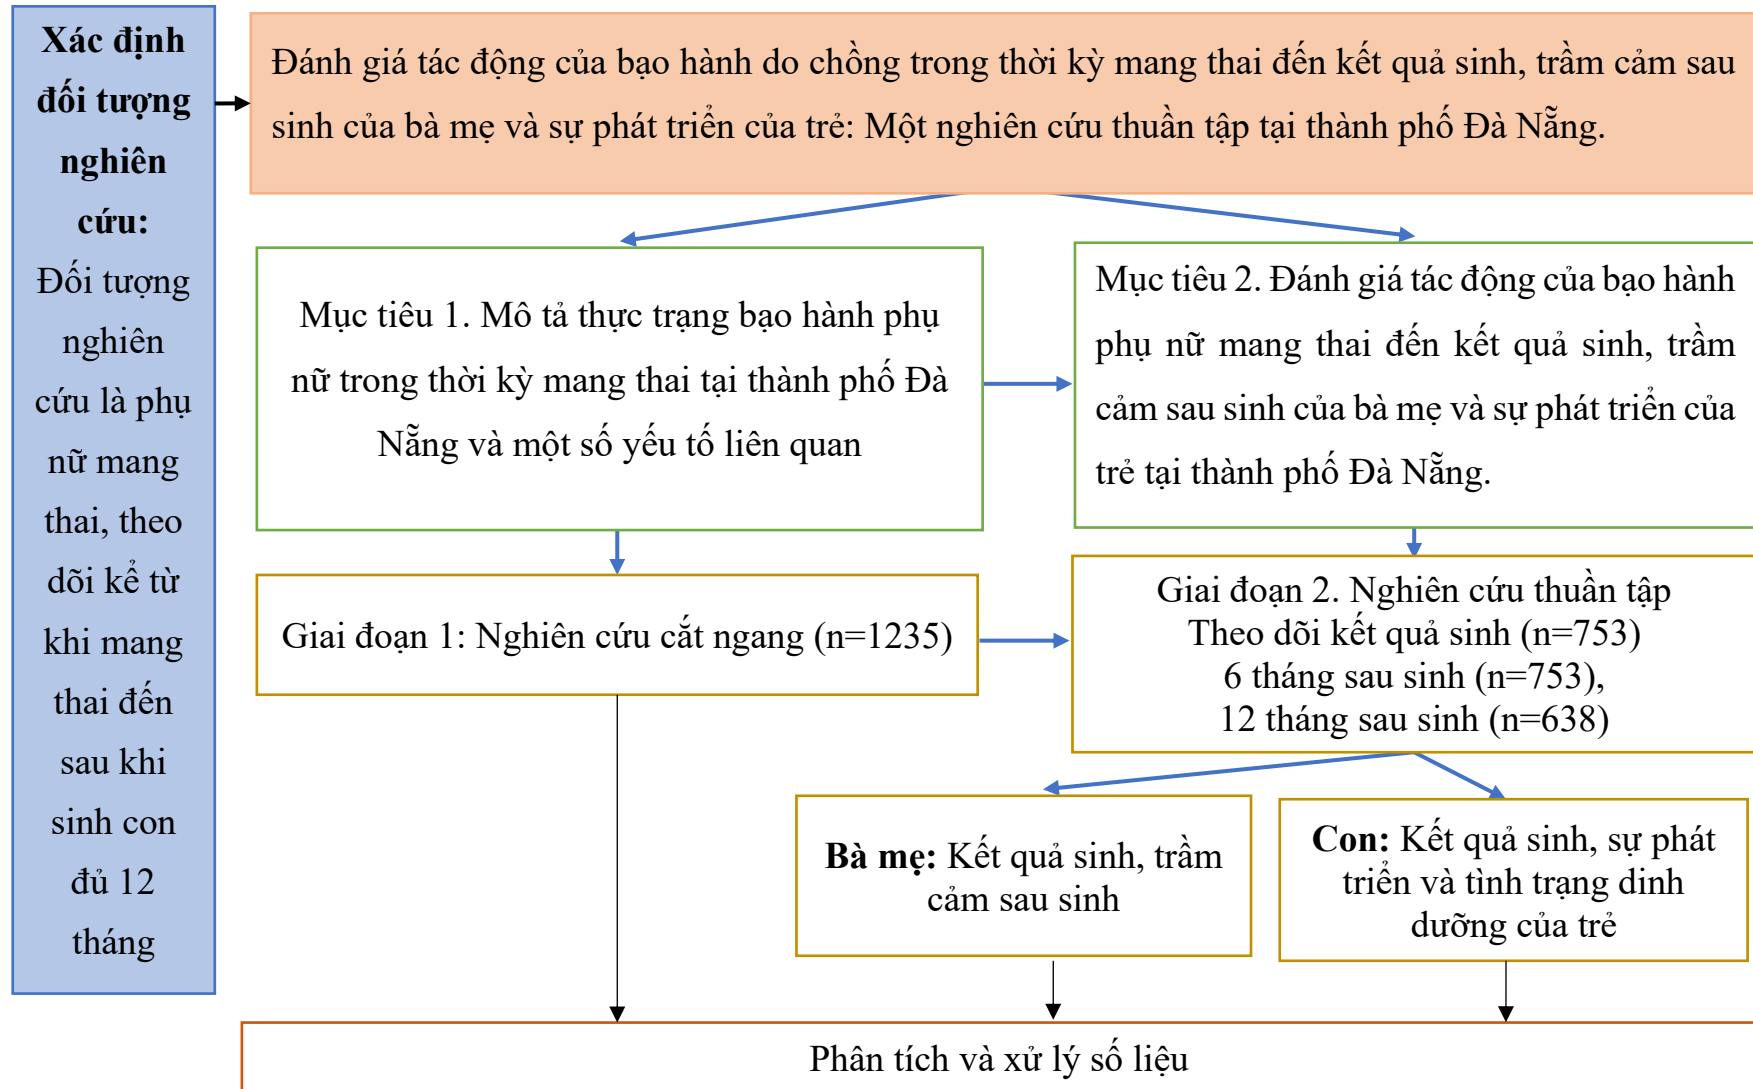 Xác định
đối tượng
nghiên
cứu:
Đối tượng
nghiên
cứu là phụ
nữ mang
thai, theo
dõi kể từ
khi mang
thai đến
sau khi
sinh con
đủ 12
tháng
Đánh giá tác động của bạo hành do chồng trong thời kỳ mang thai đến kết quả sinh, trầm cảm sau
sinh của bà mẹ và sự phát triển của trẻ: Một nghiên cứu thuần tập tại thành phố Đà Nẵng.
Mục tiêu 1. Mô tả thực trạng bạo hành phụ
nữ trong thời kỳ mang thai tại thành phố Đà
Nẵng và một số yếu tố liên quan
Mục tiêu 2. Đánh giá tác động của bạo hành
phụ nữ mang thai đến kết quả sinh, trầm
cảm sau sinh của bà mẹ và sự phát triển của
trẻ tại thành phố Đà Nẵng.
Giai đoạn 1: Nghiên cứu cắt ngang (n=1235)
Giai đoạn 2. Nghiên cứu thuần tập
Theo dõi kết quả sinh (n=753)
6 tháng sau sinh (n=753),
12 tháng sau sinh (n=638)
Bà mẹ: Kết quả sinh, trầm
cảm sau sinh
Con: Kết quả sinh, sự phát
triển và tình trạng dinh
dưỡng của trẻ
Phân tích và xử lý số liệu